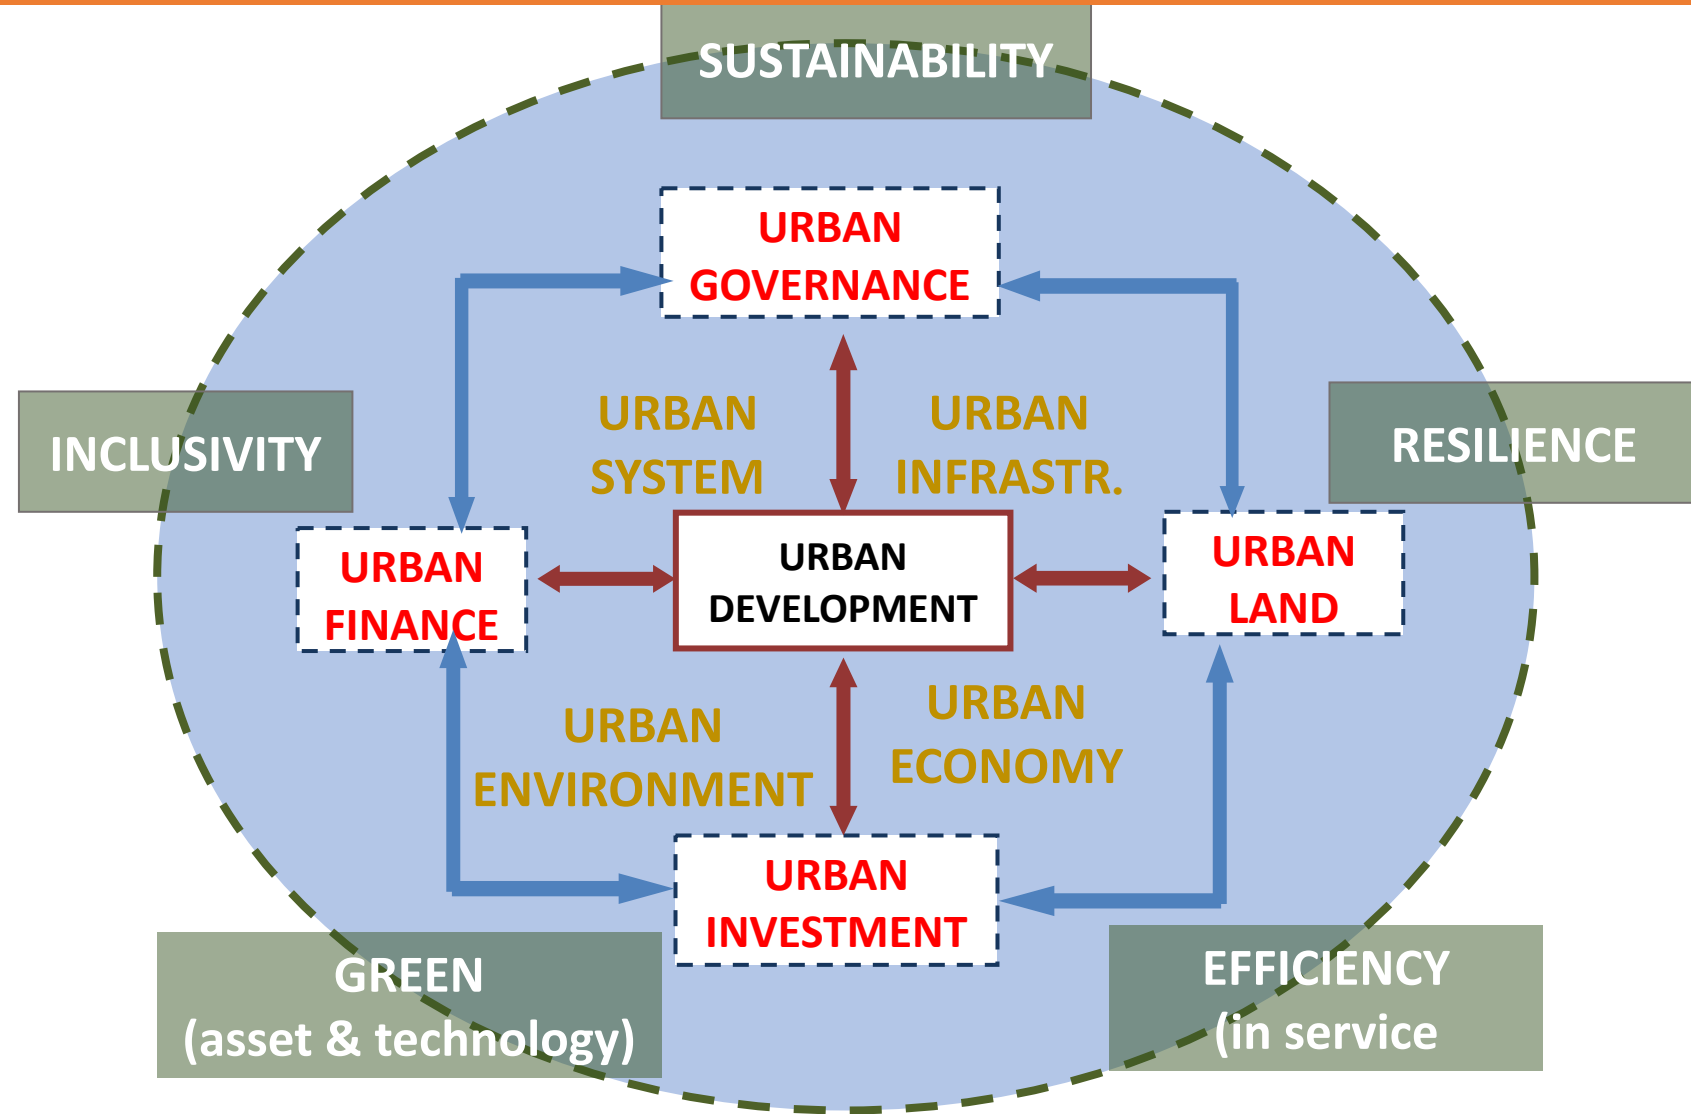 SUSTAINABILITY
URBAN
GOVERNANCE
URBAN
SYSTEM
URBAN
INFRASTR.
INCLUSIVITY
RESILIENCE
URBAN
FINANCE
URBAN
DEVELOPMENT
URBAN
LAND
URBAN
ENVIRONMENT
URBAN
ECONOMY
URBAN
INVESTMENT
GREEN
(asset & technology)
EFFICIENCY
(in service